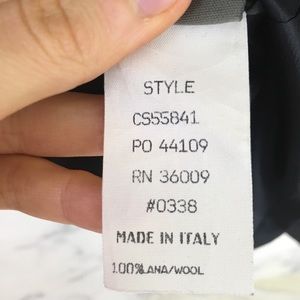 STYLE
CS55841
PO 44109
RN 36009
#0338
MADE IN ITALY
100%LANA/WOOL